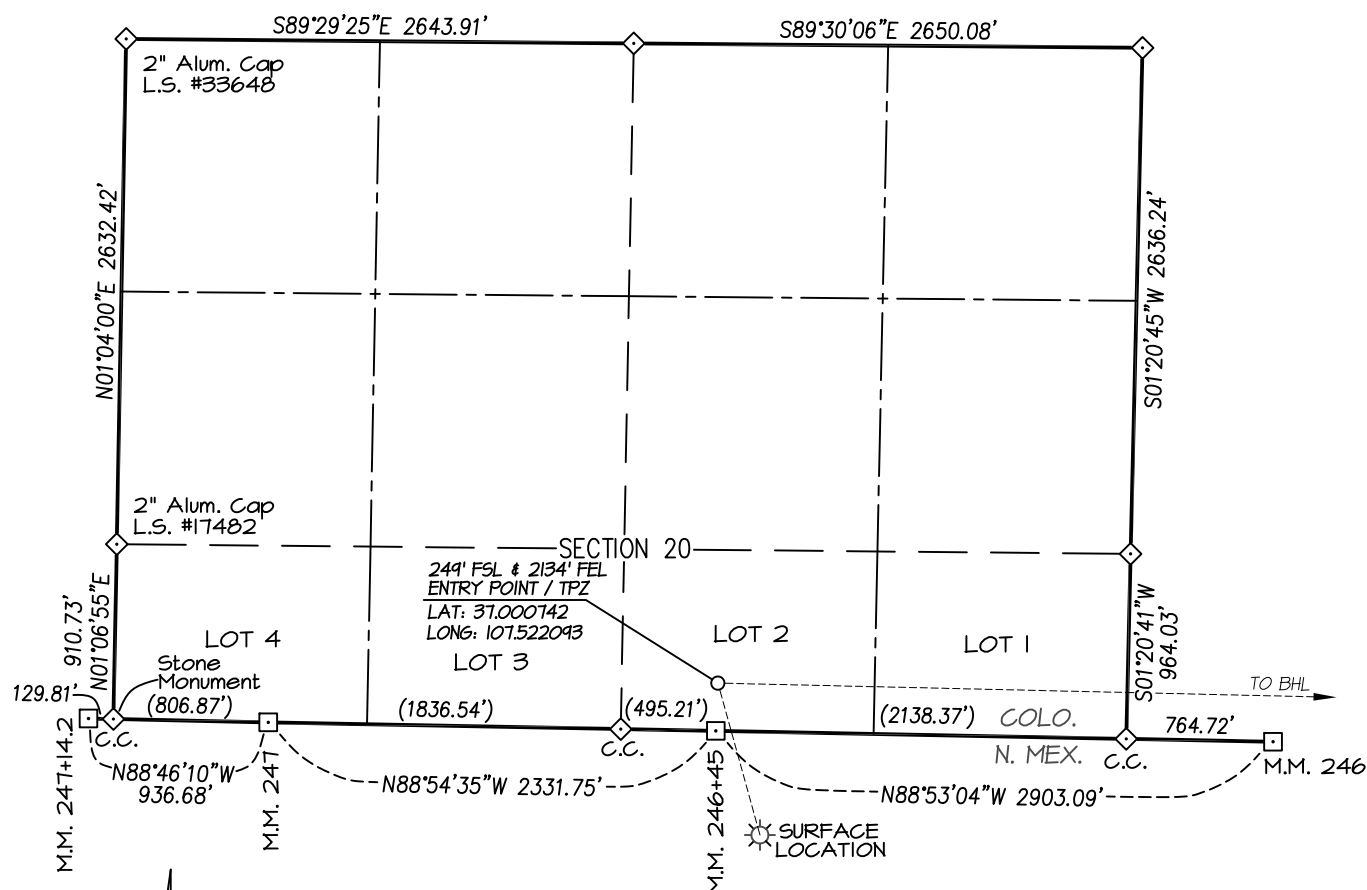 S89°29'25"E 2643.91'
S89°30'06"E 2650.08'
2" Alum. Cap
L.S. #33648
N01°04'00"E 2632.42'
S01°20'45"W 2636.24'
2" Alum. Cap
L.S. #17482
SECTION 20
249' FSL & 2134' FEL
ENTRY POINT / TPZ
LAT: 37.000742
LONG: 107.522093
910.73'
N01°06'55"E
LOT 4
LOT 3
LOT 2
LOT 1
S01°20'41"W
964.03'
Stone
Monument
129.81'
(806.87')
(1836.54')
(495.21')
(2138.37')
TO BHL
COLO.
N. MEX.
764.72'
C.C.
C.C.
C.C.
M.M. 247+14.2
N88°46'10"W
936.68'
M.M. 247
N88°54'35"W 2331.75'
M.M. 246+45
N88°53'04"W 2903.09'
M.M. 246
SURFACE
LOCATION